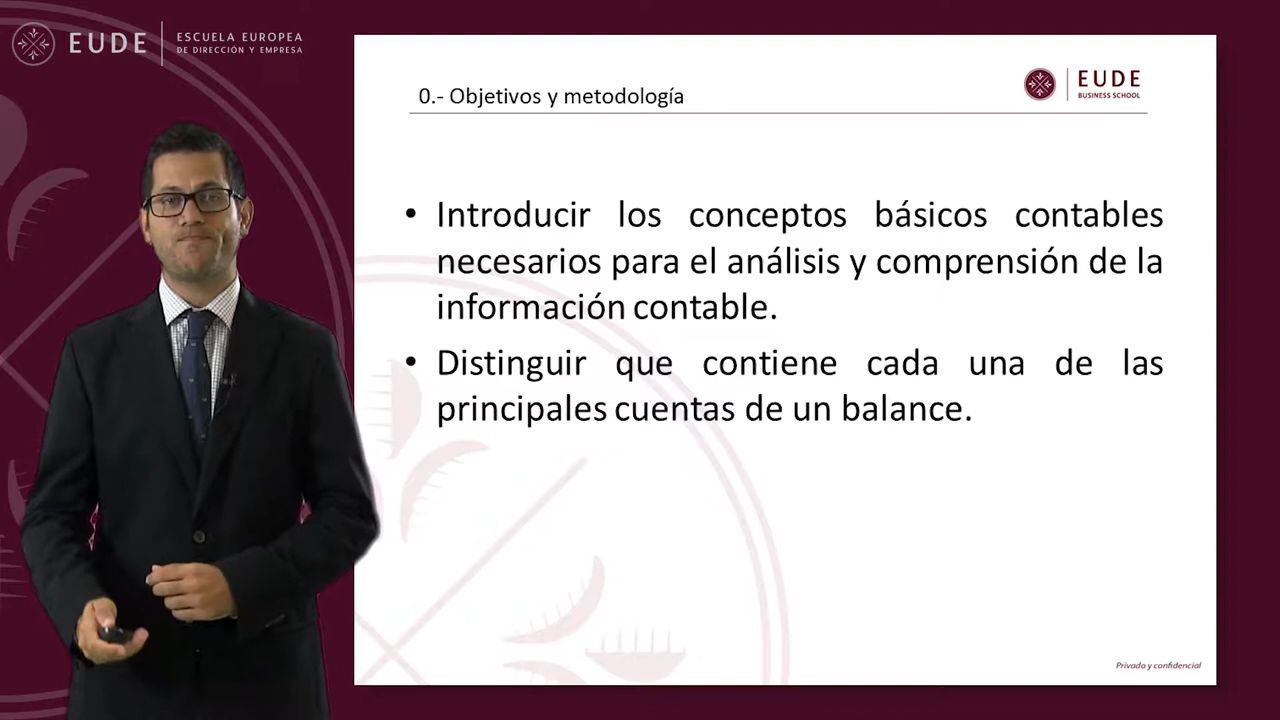 EUDE
ESCUELA EUROPEA
DE DIRECCIÓN Y EMPRESA
0.- Objetivos y metodología
EUDE
BUSINESS SCHOOL
• Introducir los conceptos básicos contables
necesarios para el análisis y comprensión de la
información contable.
• Distinguir que contiene cada una de las
principales cuentas de un balance.
Privado y confidencial